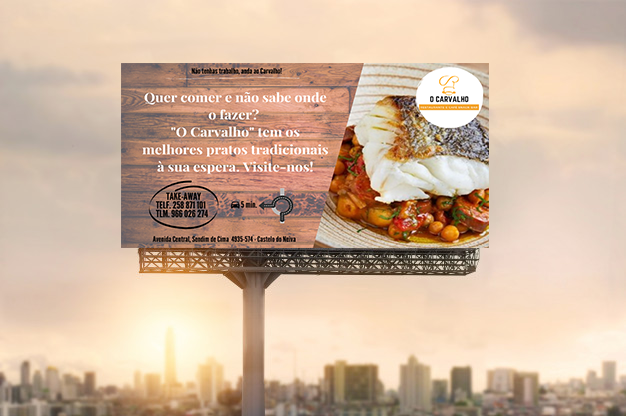 Não tenhas trabalho, anda ao Carvalho!
Quer comer e não sabe onde
o fazer?
"O Carvalho" tem os
melhores pratos tradicionais
à sua espera. Visite-nos!
TAKE-AWAY
TELF. 258 871 101
TLM. 966 026 274
5 min.
Avenida Central, Sendim de Cima 4935-574 - Castelo do Neiva
O CARVALHO